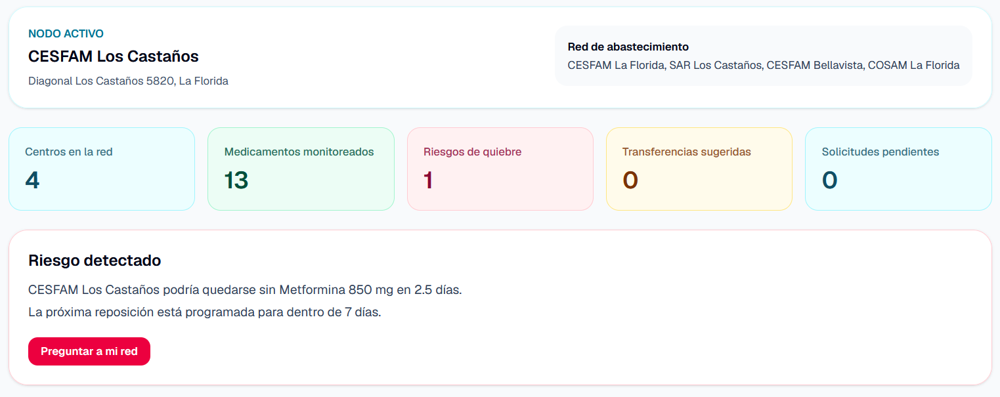 NODO ACTIVO
CESFAM Los Castaños
Diagonal Los Castaños 5820, La Florida
Red de abastecimiento
CESFAM La Florida, SAR Los Castaños, CESFAM Bellavista, COSAM La Florida
Centros en la red
4
Medicamentos monitoreados
13
Riesgos de quiebre
1
Transferencias sugeridas
0
Solicitudes pendientes
0
Riesgo detectado
CESFAM Los Castaños podría quedarse sin Metformina 850 mg en 2.5 días.
La próxima reposición está programada para dentro de 7 días.
Preguntar a mi red